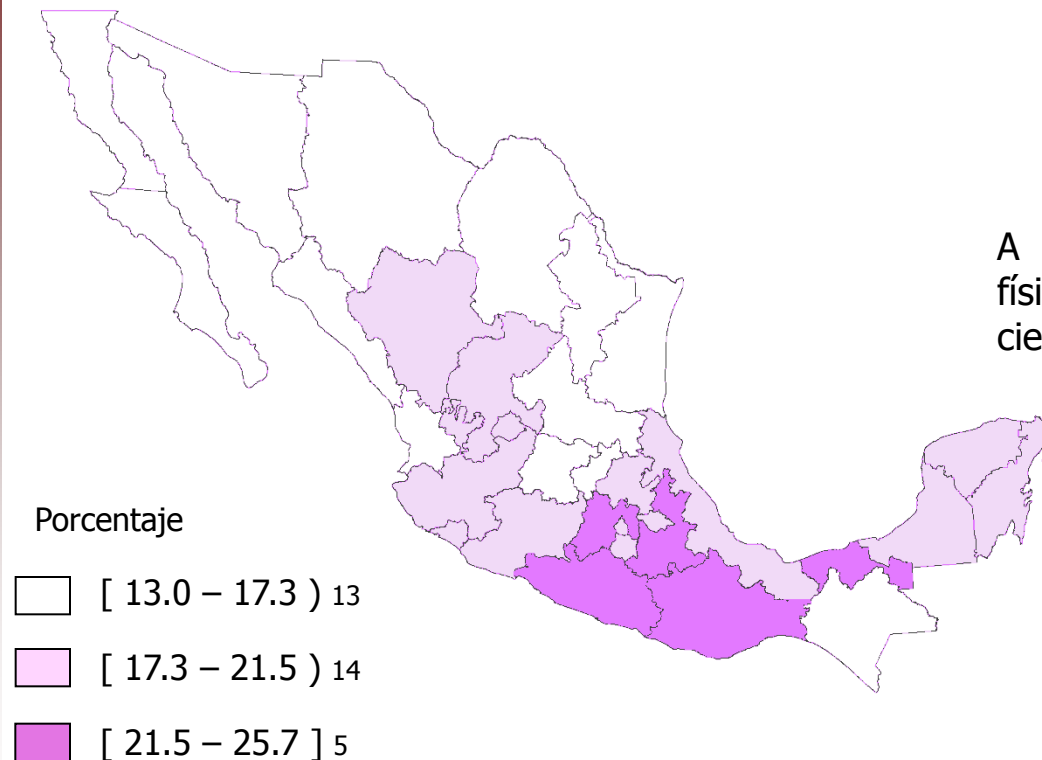 A
físi
cie
Porcentaje
[ 13.0 – 17.3 ) 13
[ 17.3 – 21.5 ) 14
[ 21.5 – 25.7 ] 5